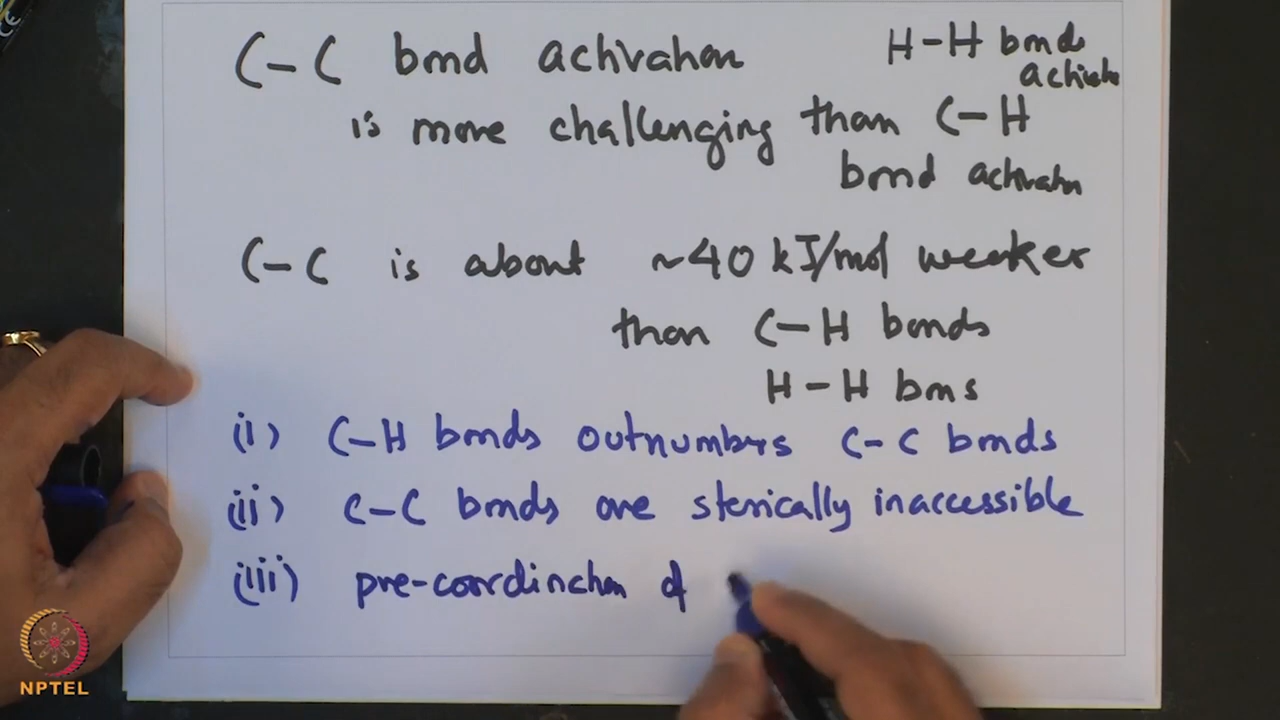 C-C bond activation
H-H bond
activation
is more challenging than C-H
bond activation
C-C is about ~40 kJ/mol weaker
than C-H bonds
H-H bonds
(i) C-H bonds outnumbers C-C bonds
(ii) C-C bonds are sterically inaccessible
(iii) pre-coordination of
NPTEL